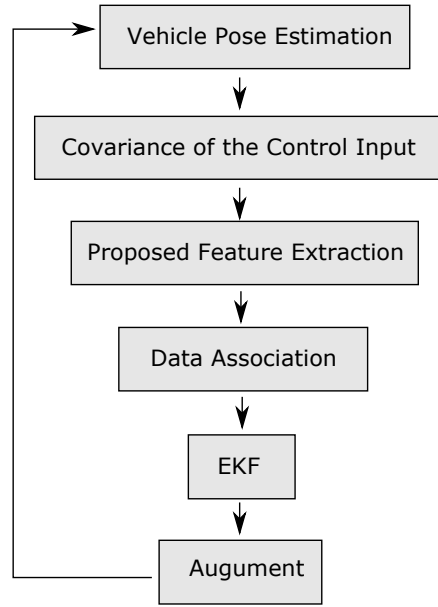 Vehicle Pose Estimation
Covariance of the Control Input
Proposed Feature Extraction
Data Association
EKF
Augument